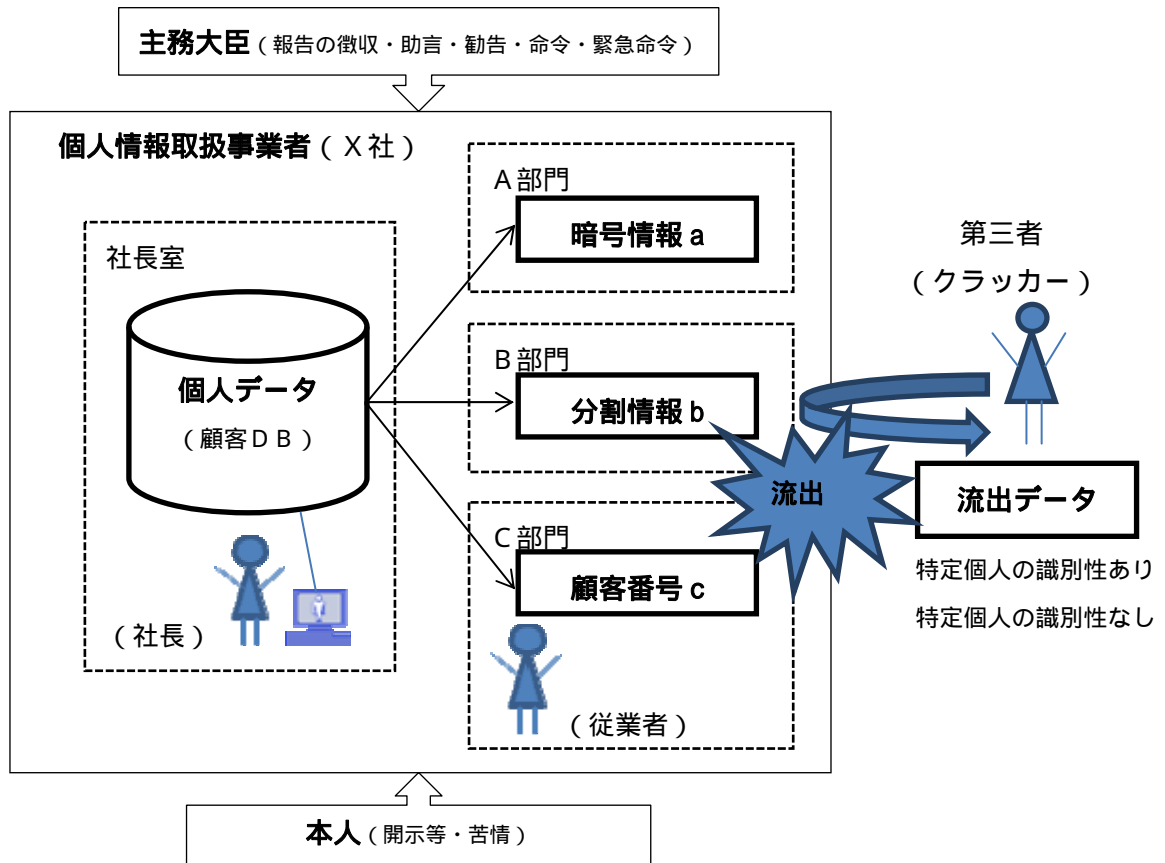 主務大臣（報告の徴収・助言・勧告・命令・緊急命令）
個人情報取扱事業者（Ｘ社）
社長室
個人データ
（顧客ＤＢ）
（社長）
Ａ部門
暗号情報ａ
Ｂ部門
分割情報ｂ
Ｃ部門
顧客番号ｃ
（従業者）
流出
第三者
（クラッカー）
流出データ
特定個人の識別性あり
特定個人の識別性なし
本人（開示等・苦情）